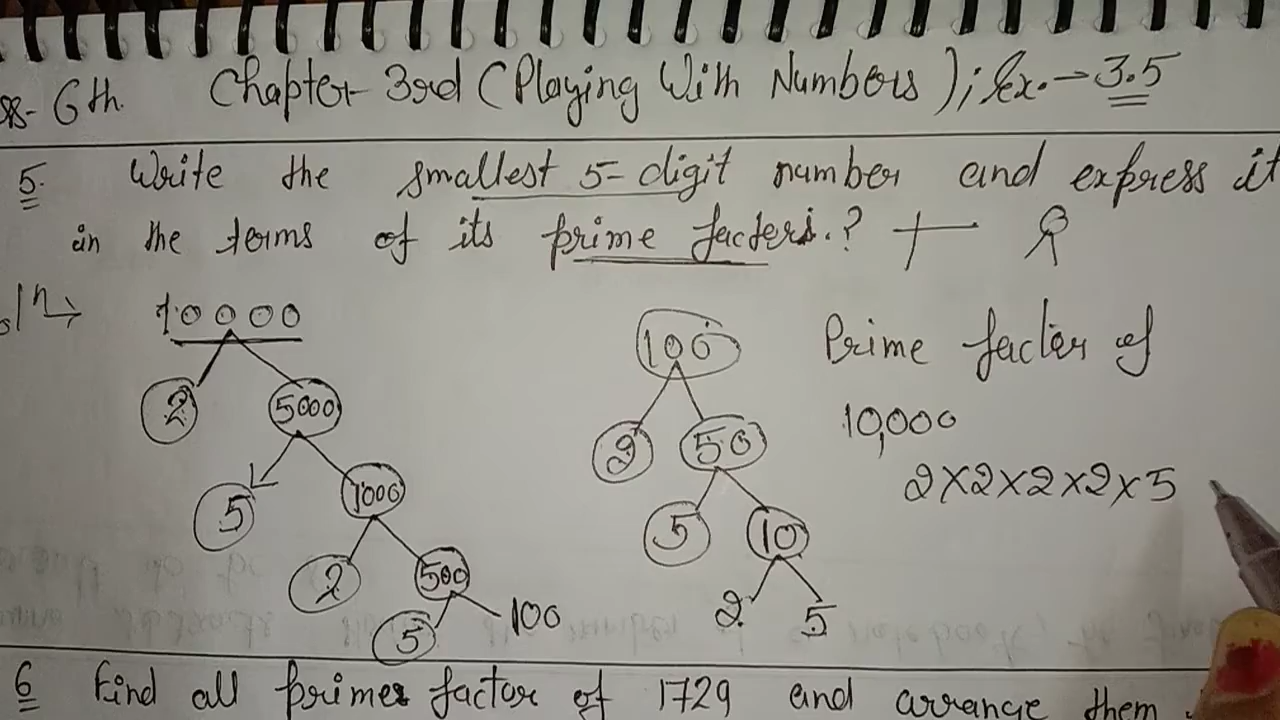 6th. Chapter 3rd (Playing With Numbers); Ex.- 3.5
5. Write the smallest 5-digit number and express it
in the terms of its prime factors.?
10000
2 5000
5 1000
2 500
5 100
100
2 50
5 10
2 5
Prime factor of
10,000
2×2×2×2×5
6 Find all primes factor of 1729 and arrange them